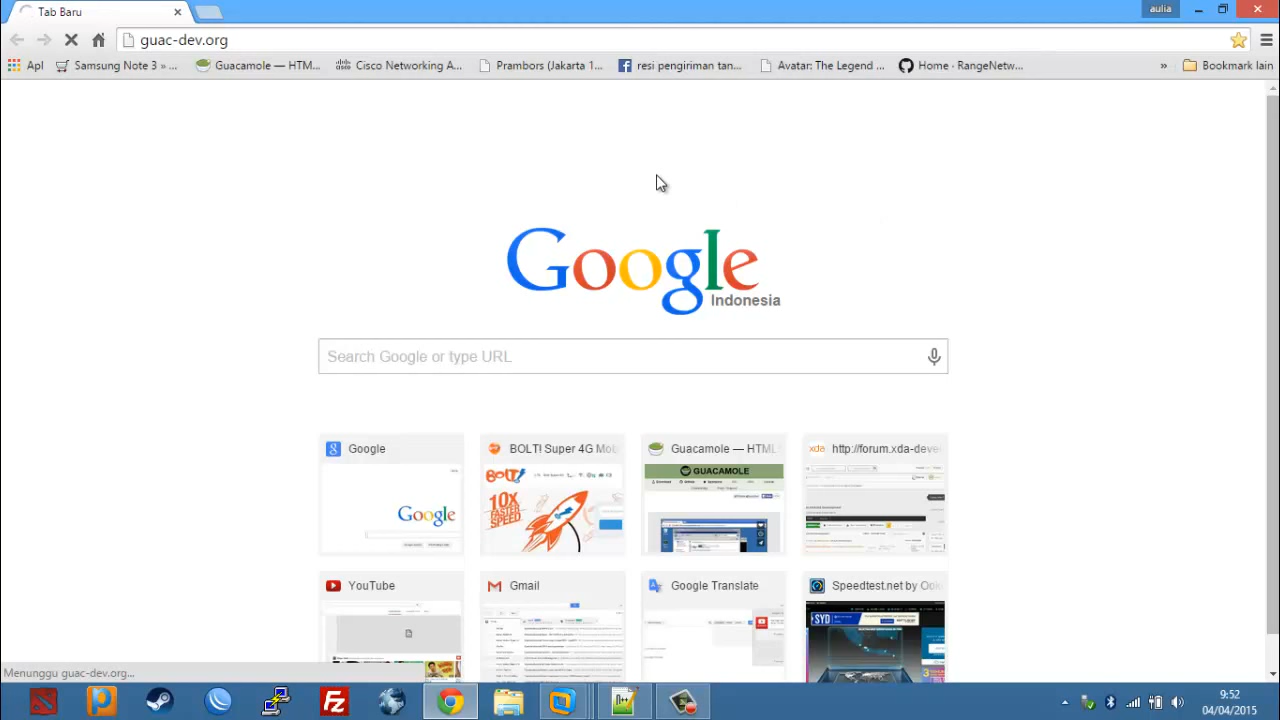 Tab Baru
aulia
guac-dev.org
Apl
Samsung Note 3 » ...
Guacamole — HTM...
Cisco Networking A...
Prambors (Jakarta 1...
resi pengiriman tan...
Avatar: The Legend ...
Home · RangeNetw...
»
Bookmark lain
Google
Indonesia
Search Google or type URL
Google
BOLT! Super 4G Mo
Guacamole — HTML
http://forum.xda-deve
Google
BOLT!
10X
SPEED
GUACAMOLE
YouTube
Gmail
Google Translate
Speedtest.net by Ook
SYD
Menunggu guac-dev.org...
9:52
04/04/2015